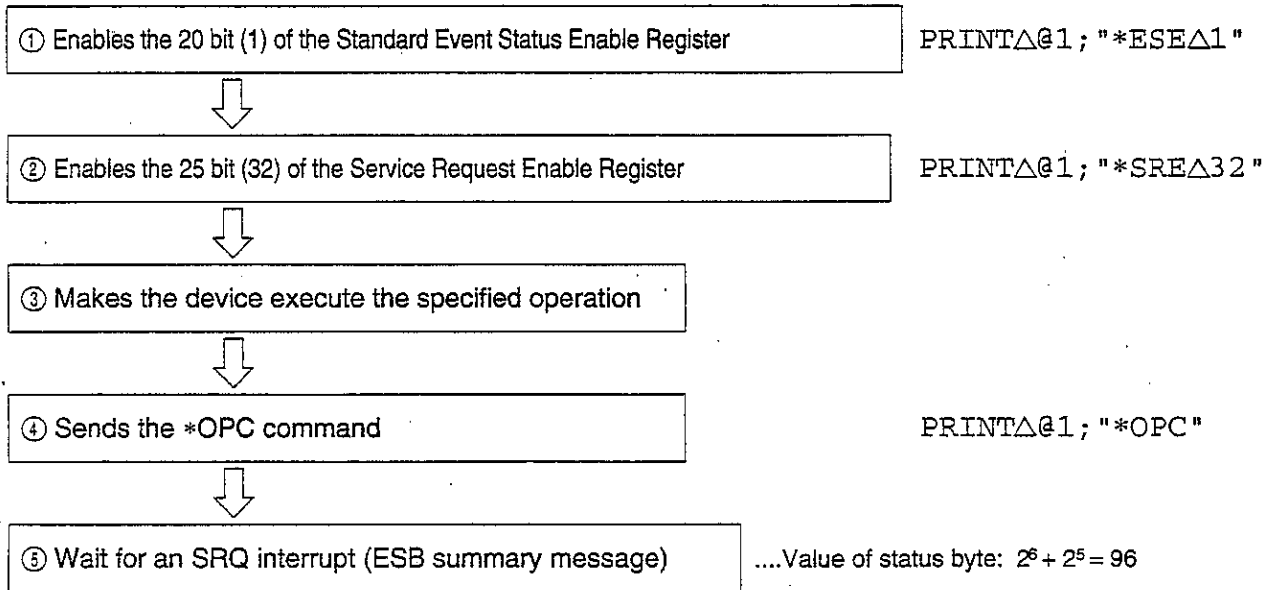 ① Enables the 20 bit (1) of the Standard Event Status Enable Register PRINT△@1;"*ESE△1"
② Enables the 25 bit (32) of the Service Request Enable Register PRINT△@1;"*SRE△32"
③ Makes the device execute the specified operation
④ Sends the *OPC command PRINT△@1;"*OPC"
⑤ Wait for an SRQ interrupt (ESB summary message) ....Value of status byte: 2⁶ + 2⁵ = 96